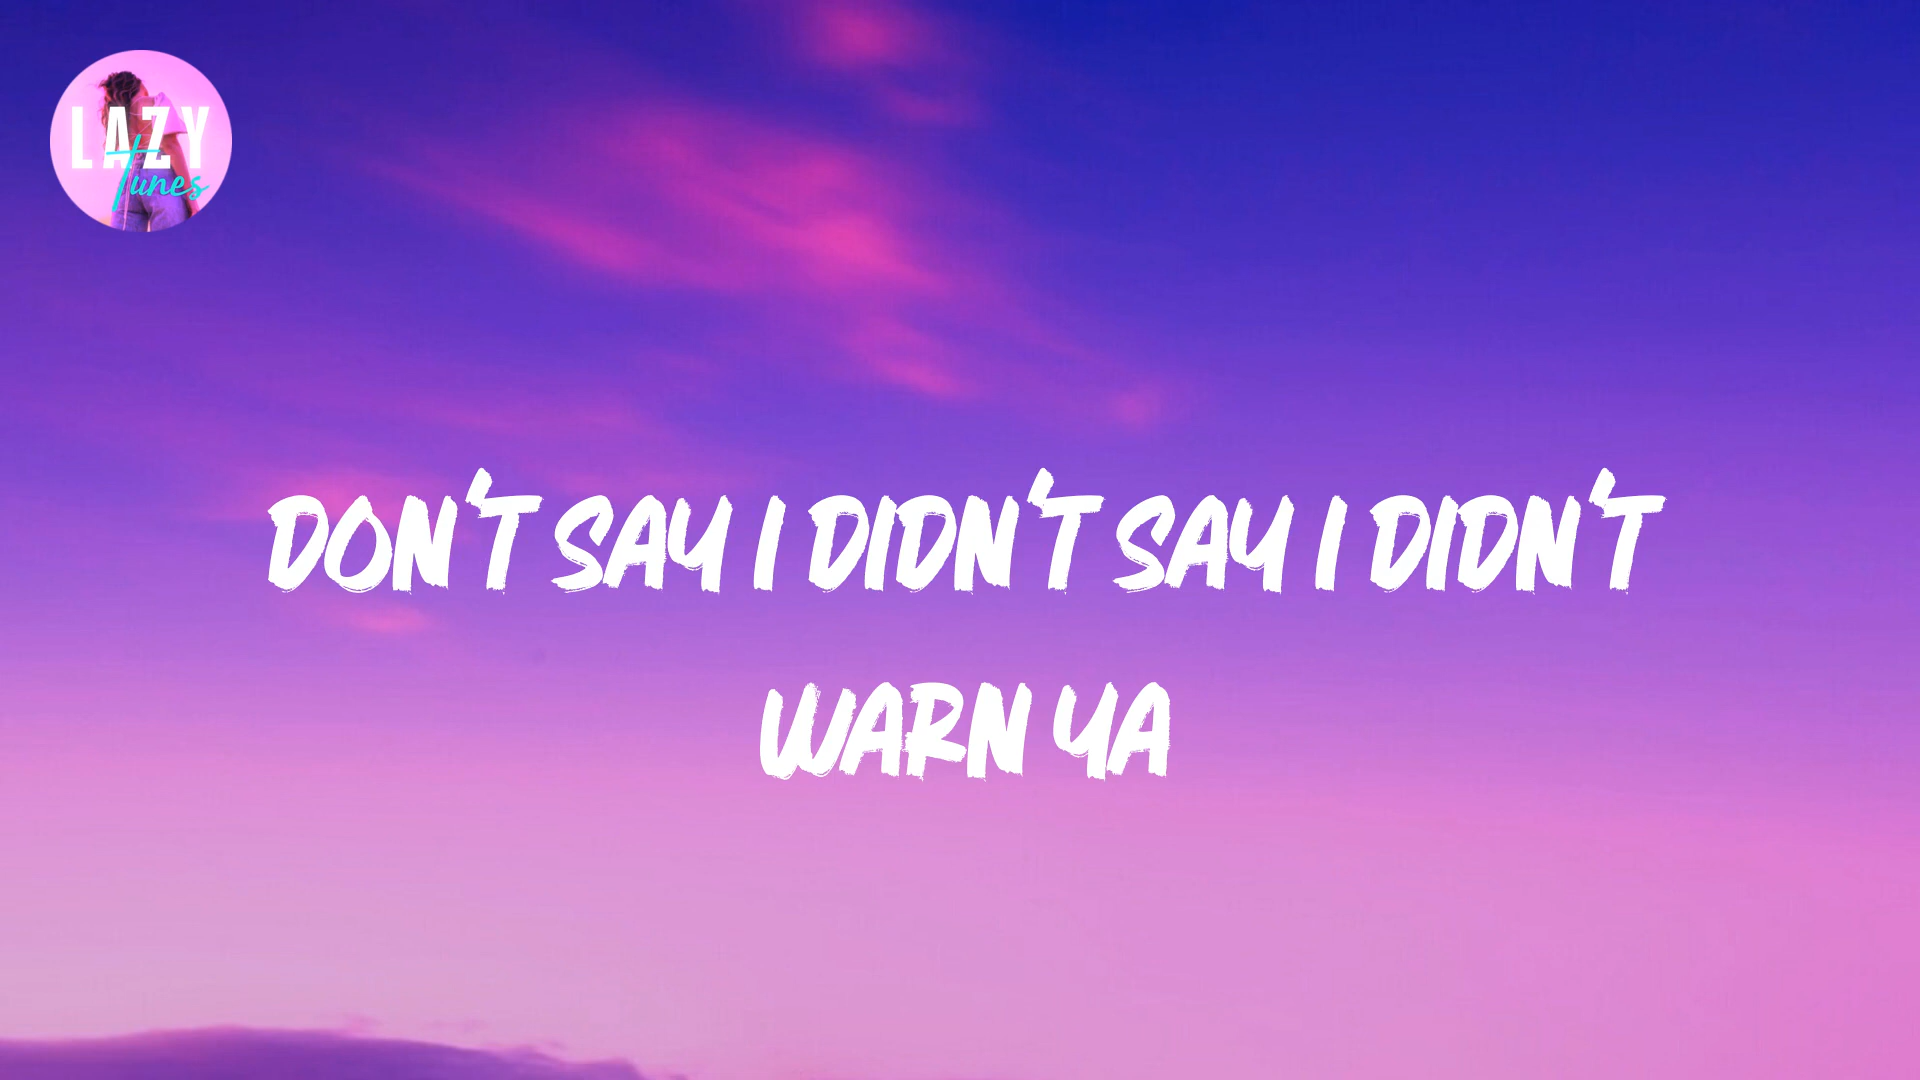 LAZY
Tunes
DON'T SAY I DIDN'T SAY I DIDN'T
WARN YA